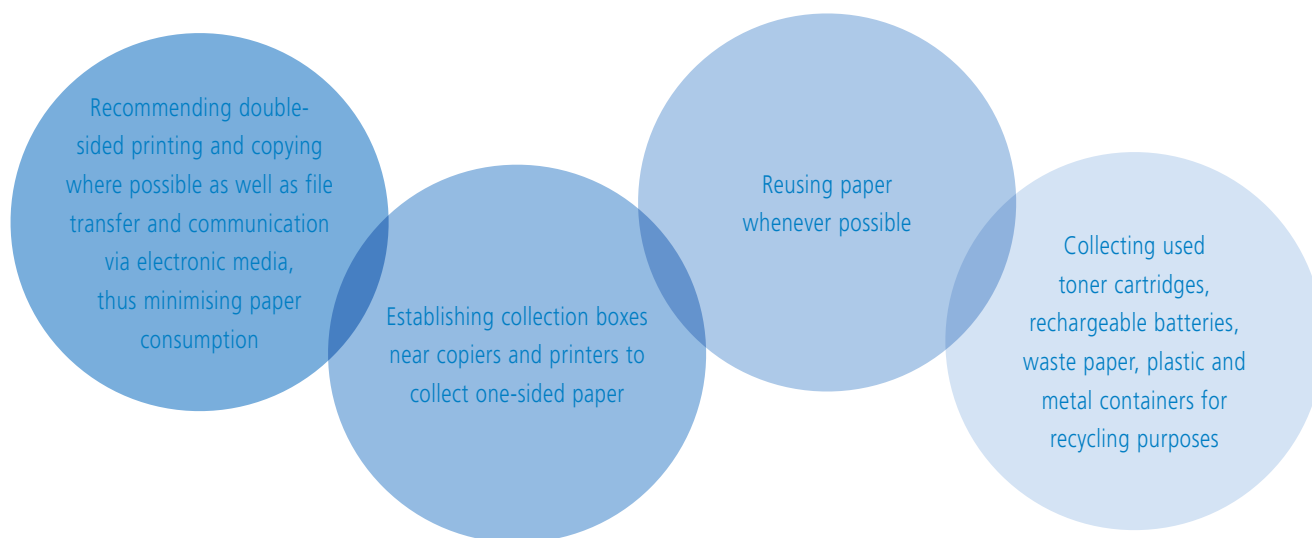 Recommending double-
sided printing and copying
where possible as well as file
transfer and communication
via electronic media,
thus minimising paper
consumption
Establishing collection boxes
near copiers and printers to
collect one-sided paper
Reusing paper
whenever possible
Collecting used
toner cartridges,
rechargeable batteries,
waste paper, plastic and
metal containers for
recycling purposes